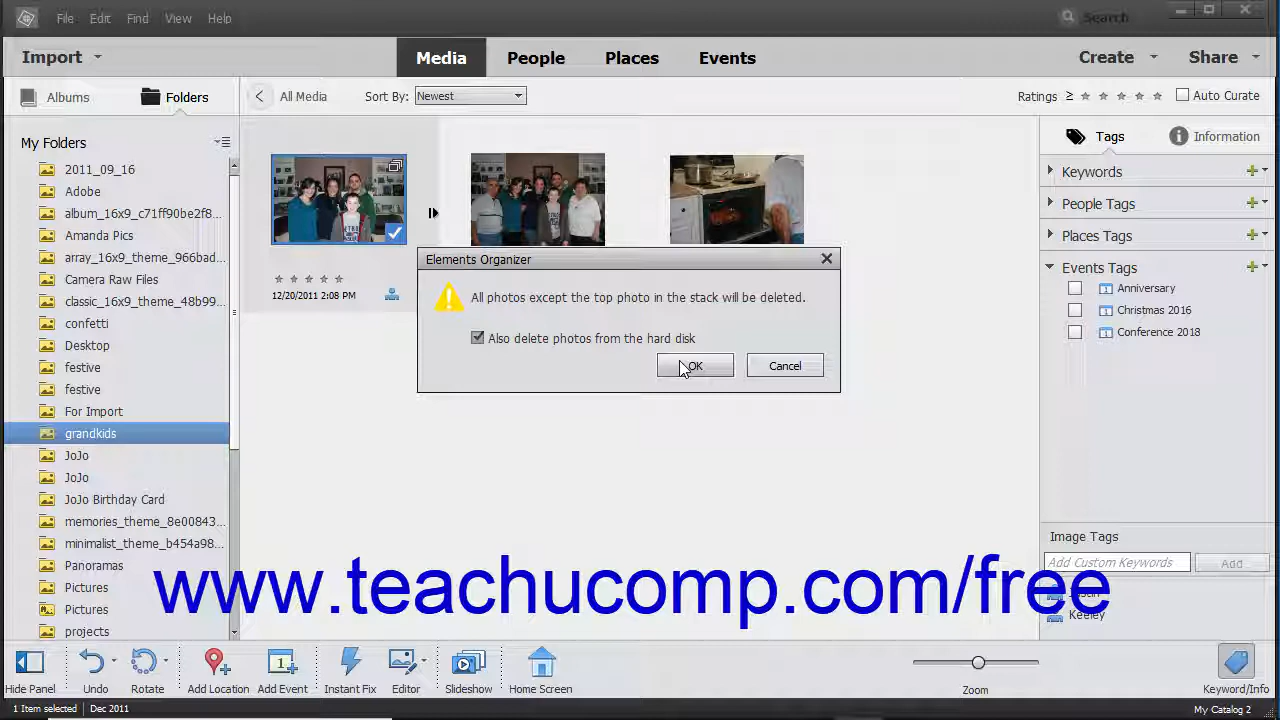 File Edit Find View Help Search
Import Media People Places Events Create Share
Albums Folders All Media Sort By: Newest Ratings ≥ Auto Curate
My Folders
2011_09_16
Adobe
album_16x9_c71ff90be2f8...
Amanda Pics
array_16x9_theme_966bad...
Camera Raw Files
classic_16x9_theme_48b99...
confetti
Desktop
festive
festive
For Import
grandkids
JoJo
JoJo
JoJo Birthday Card
memories_theme_8e00843...
minimalist_theme_b454a98...
Panoramas
Pictures
Pictures
projects
12/20/2011 2:08 PM
Elements Organizer
All photos except the top photo in the stack will be deleted.
Also delete photos from the hard disk
OK Cancel
Tags Information
Keywords
People Tags
Places Tags
Events Tags
Anniversary
Christmas 2016
Conference 2018
Image Tags
Add Custom Keywords Add
Justin
Keeley
www.teachucomp.com/free
Hide Panel Undo Rotate Add Location Add Event Instant Fix Editor Slideshow Home Screen Zoom Keyword/Info
1 Item selected Dec 2011 My Catalog 2